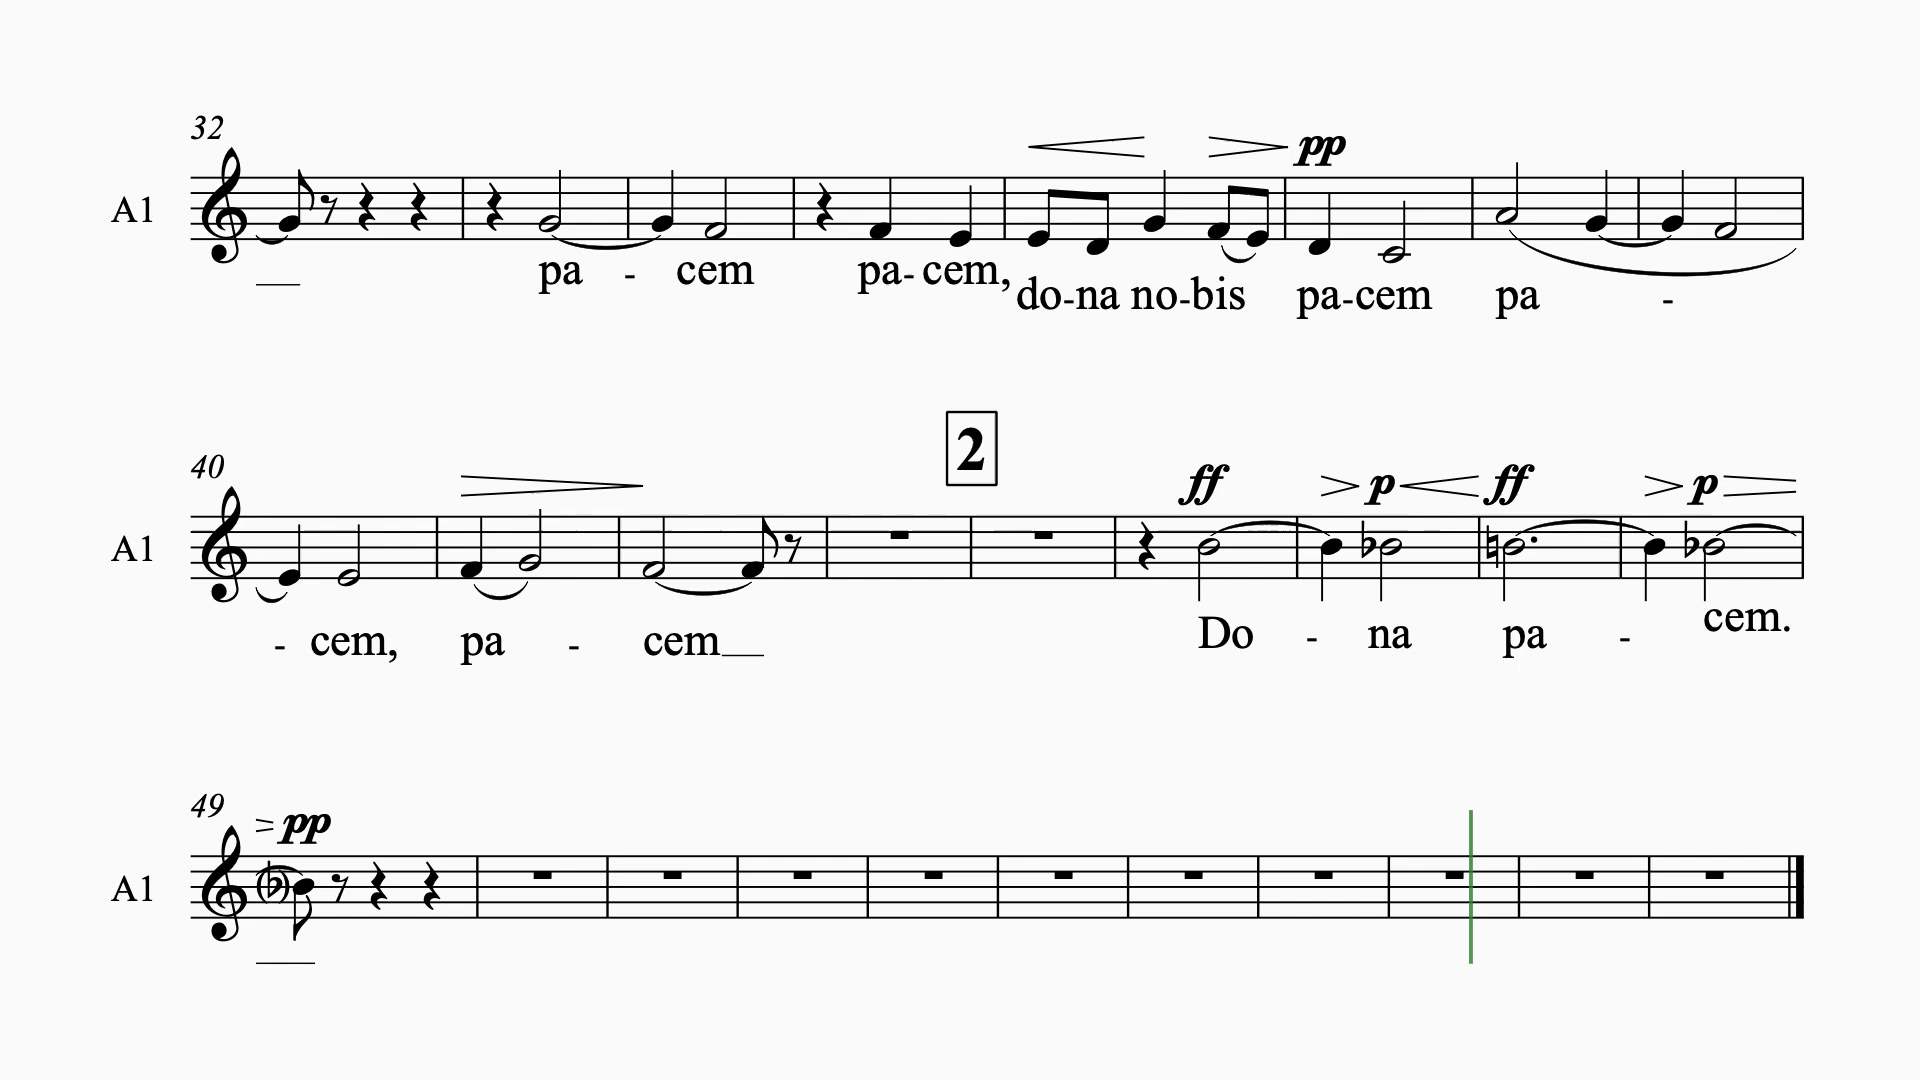 32
pp
A1
pa - cem pa- cem, do-na no-bis pa-cem pa -
2
40
ff p ff p
A1
- cem, pa - cem__ Do - na pa - cem.
49
pp
A1